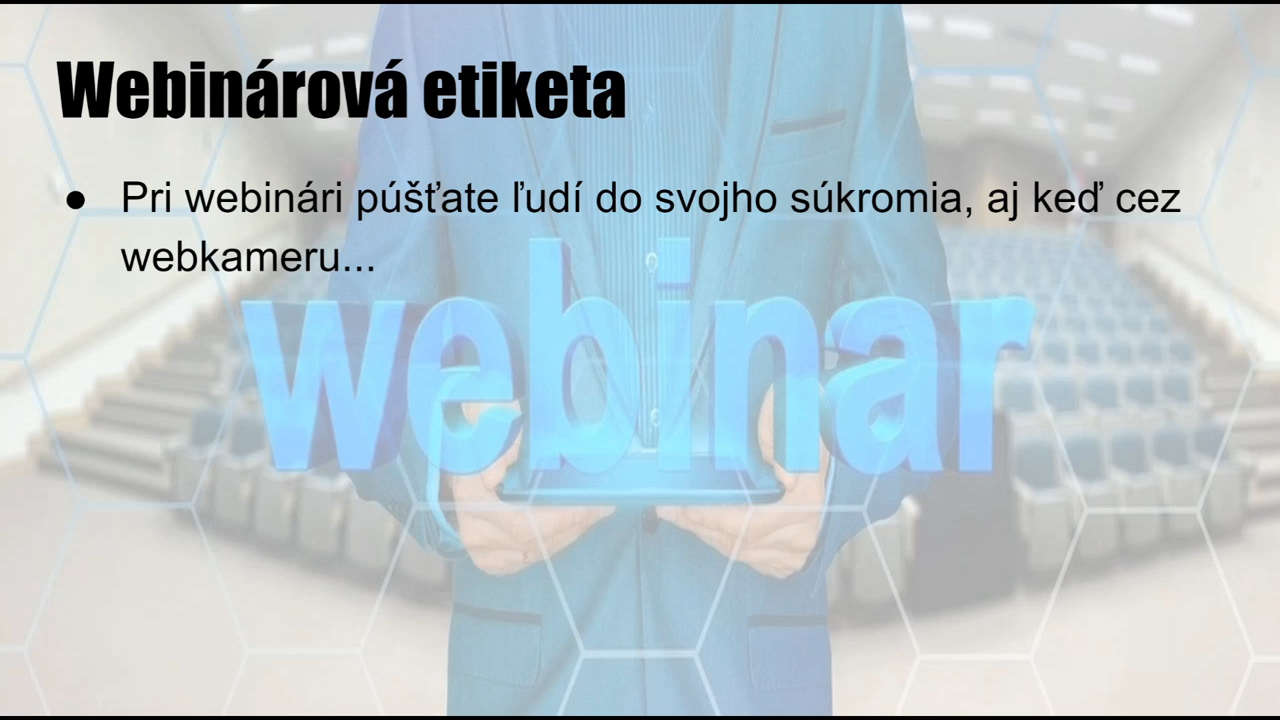 Webinárová etiketa
● Pri webinári púšťate ľudí do svojho súkromia, aj keď cez
webkameru...
webinar